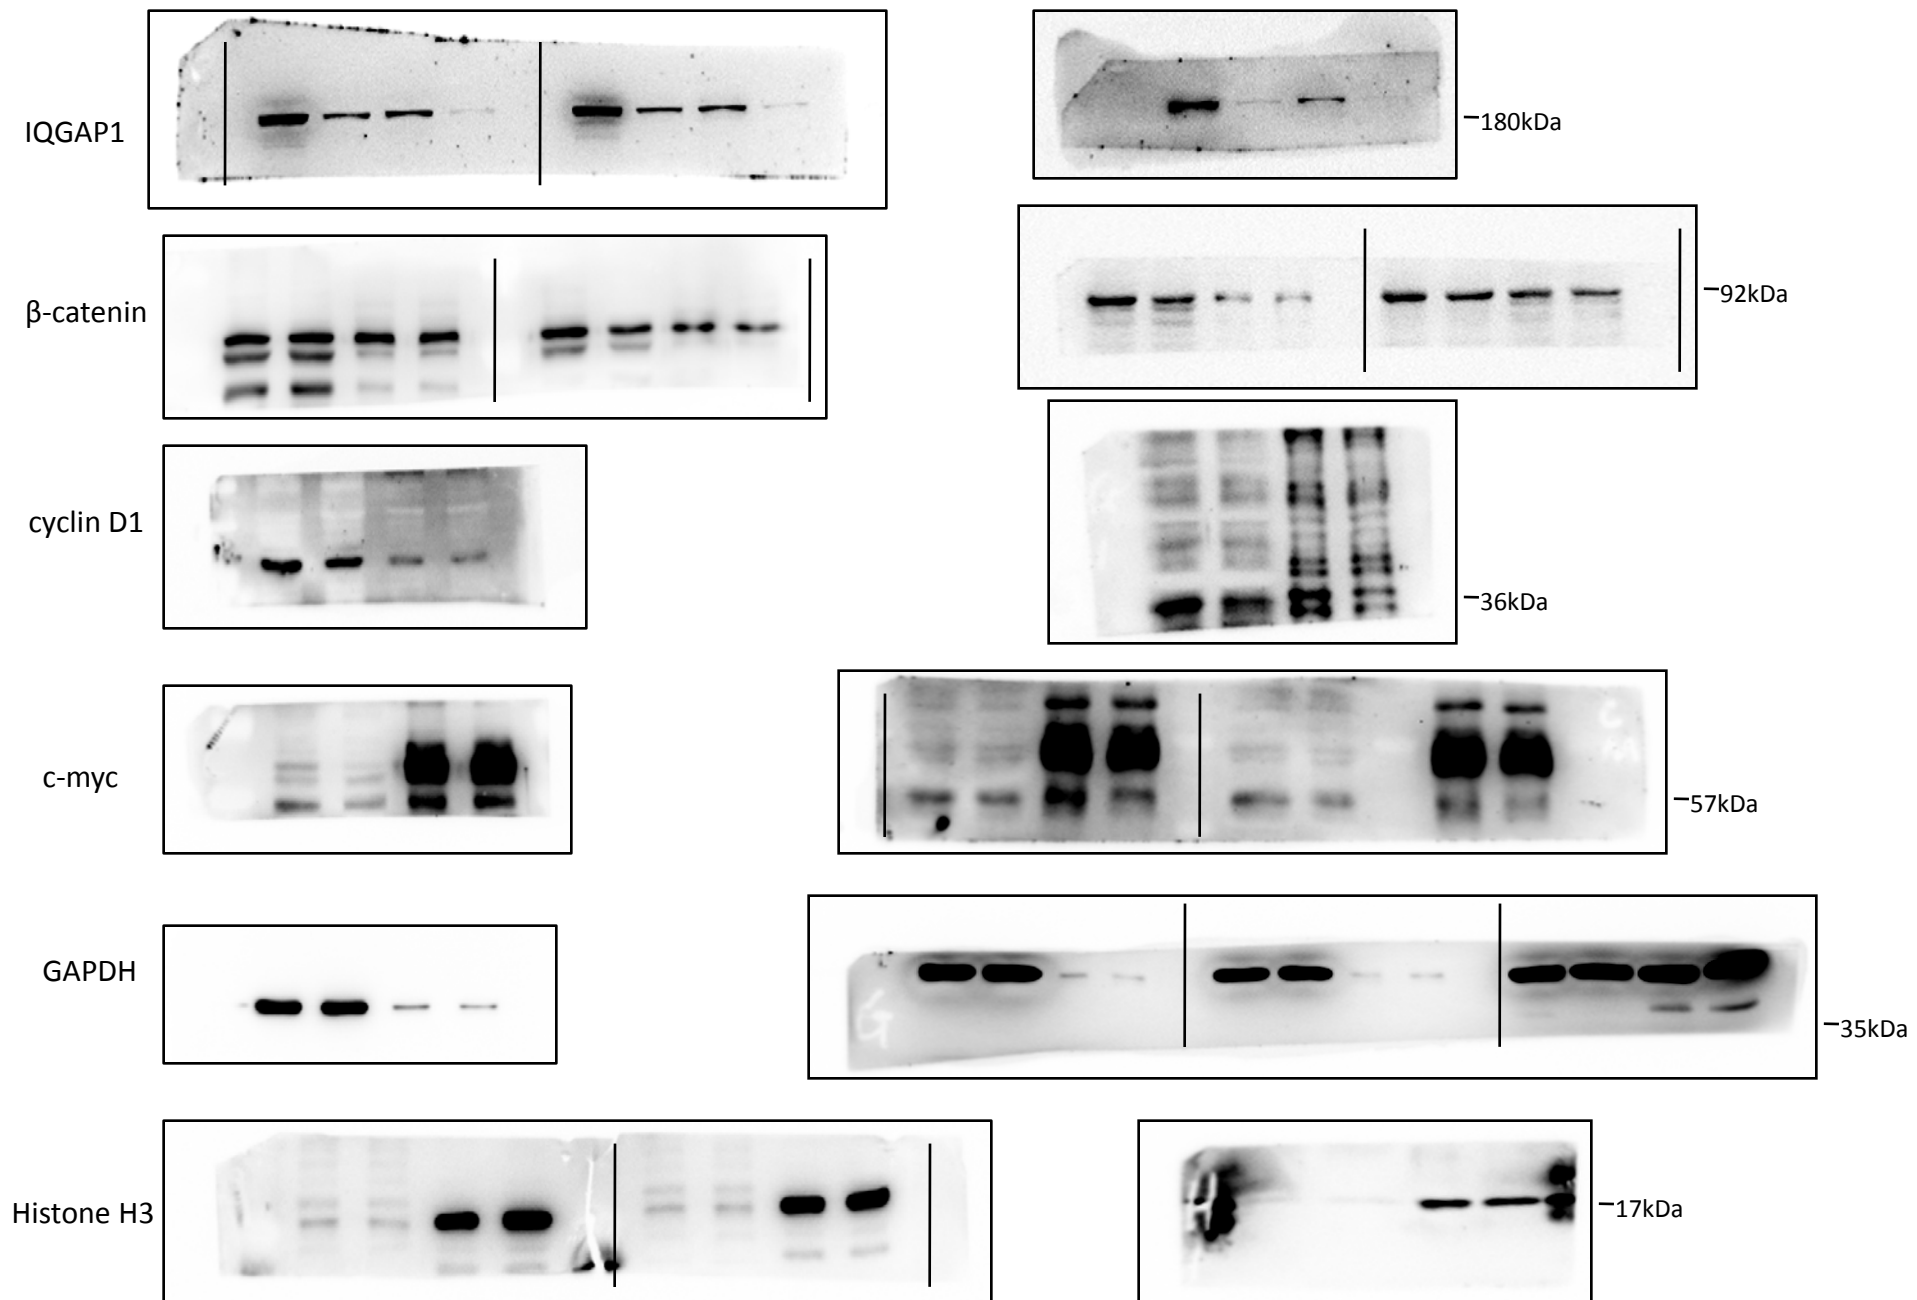 IQGAP1
180kDa
β-catenin
92kDa
cyclin D1
36kDa
c-myc
57kDa
GAPDH
35kDa
Histone H3
17kDa